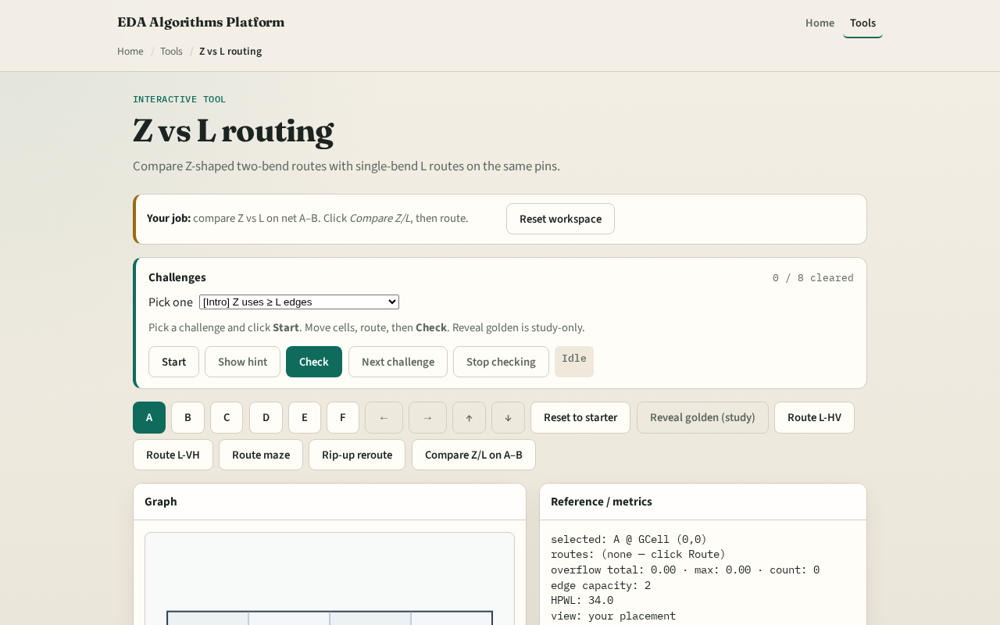 EDA Algorithms Platform
Home
Tools
Home / Tools / Z vs L routing
INTERACTIVE TOOL
Z vs L routing
Compare Z-shaped two-bend routes with single-bend L routes on the same pins.
Your job: compare Z vs L on net A–B. Click Compare Z/L, then route.
Reset workspace
Challenges
0 / 8 cleared
Pick one
[Intro] Z uses ≥ L edges
Pick a challenge and click Start. Move cells, route, then Check. Reveal golden is study-only.
Start
Show hint
Check
Next challenge
Stop checking
Idle
A
B
C
D
E
F
←
→
↑
↓
Reset to starter
Reveal golden (study)
Route L-HV
Route L-VH
Route maze
Rip-up reroute
Compare Z/L on A–B
Graph
Reference / metrics
selected: A @ GCell (0,0)
routes: (none — click Route)
overflow total: 0.00 · max: 0.00 · count: 0
edge capacity: 2
HPWL: 34.0
view: your placement